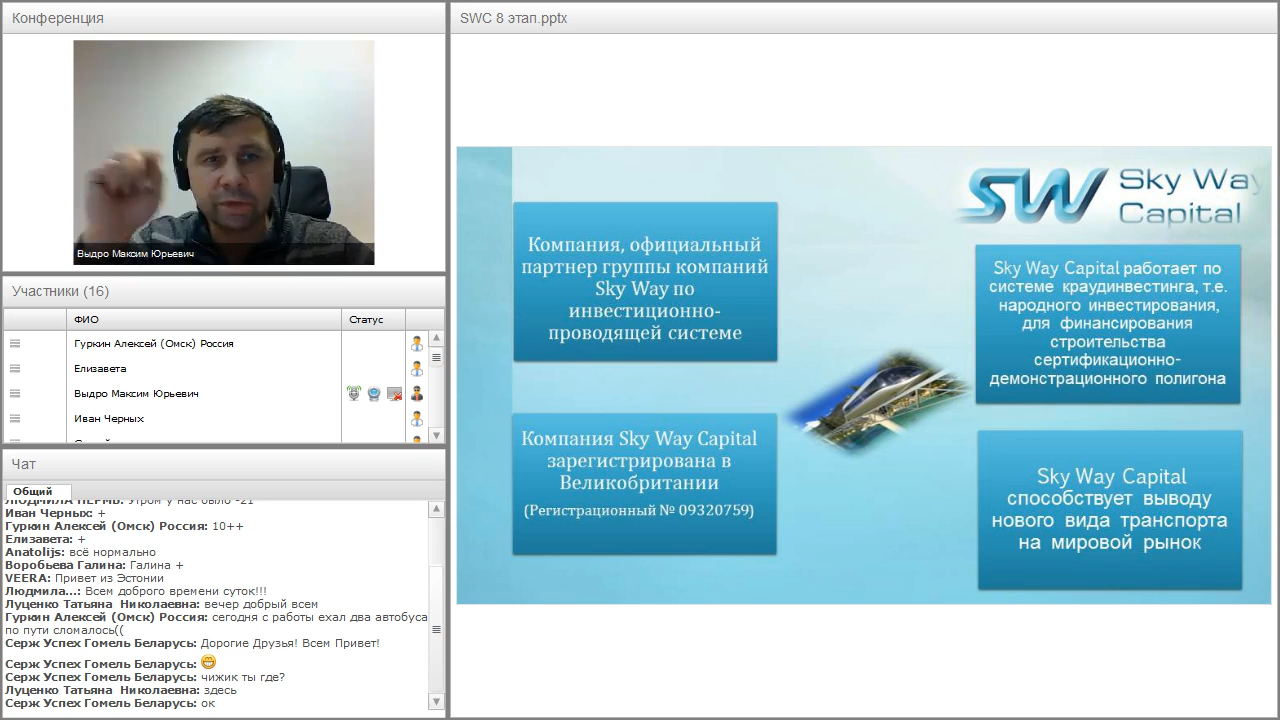 Конференция
Выдро Максим Юрьевич
Участники (16)
ФИО
Статус
Гуркин Алексей (Омск) Россия
Елизавета
Выдро Максим Юрьевич
Иван Черных
Чат
Общий
ЛЮДМИЛА ПЕРМЬ: Утром у нас было -21
Иван Черных: +
Гуркин Алексей (Омск) Россия: 10++
Елизавета: +
Anatolijs: всё нормально
Воробьева Галина: Галина +
VEERA: Привет из Эстонии
Людмила...: Всем доброго времени суток!!!
Луценко Татьяна Николаевна: вечер добрый всем
Гуркин Алексей (Омск) Россия: сегодня с работы ехал два автобуса
по пути сломалось((
Серж Успех Гомель Беларусь: Дорогие Друзья! Всем Привет!
Серж Успех Гомель Беларусь:
Серж Успех Гомель Беларусь: чижик ты где?
Луценко Татьяна Николаевна: здесь
Серж Успех Гомель Беларусь: ок
SWC 8 этап.pptx
SW Sky Way
Capital
Компания, официальный
партнер группы компаний
Sky Way по
инвестиционно-
проводящей системе
Sky Way Capital работает по
системе краудинвестинга, т.е.
народного инвестирования,
для финансирования
строительства
сертификационно-
демонстрационного полигона
Компания Sky Way Capital
зарегистрирована в
Великобритании
(Регистрационный № 09320759)
Sky Way Capital
способствует выводу
нового вида транспорта
на мировой рынок